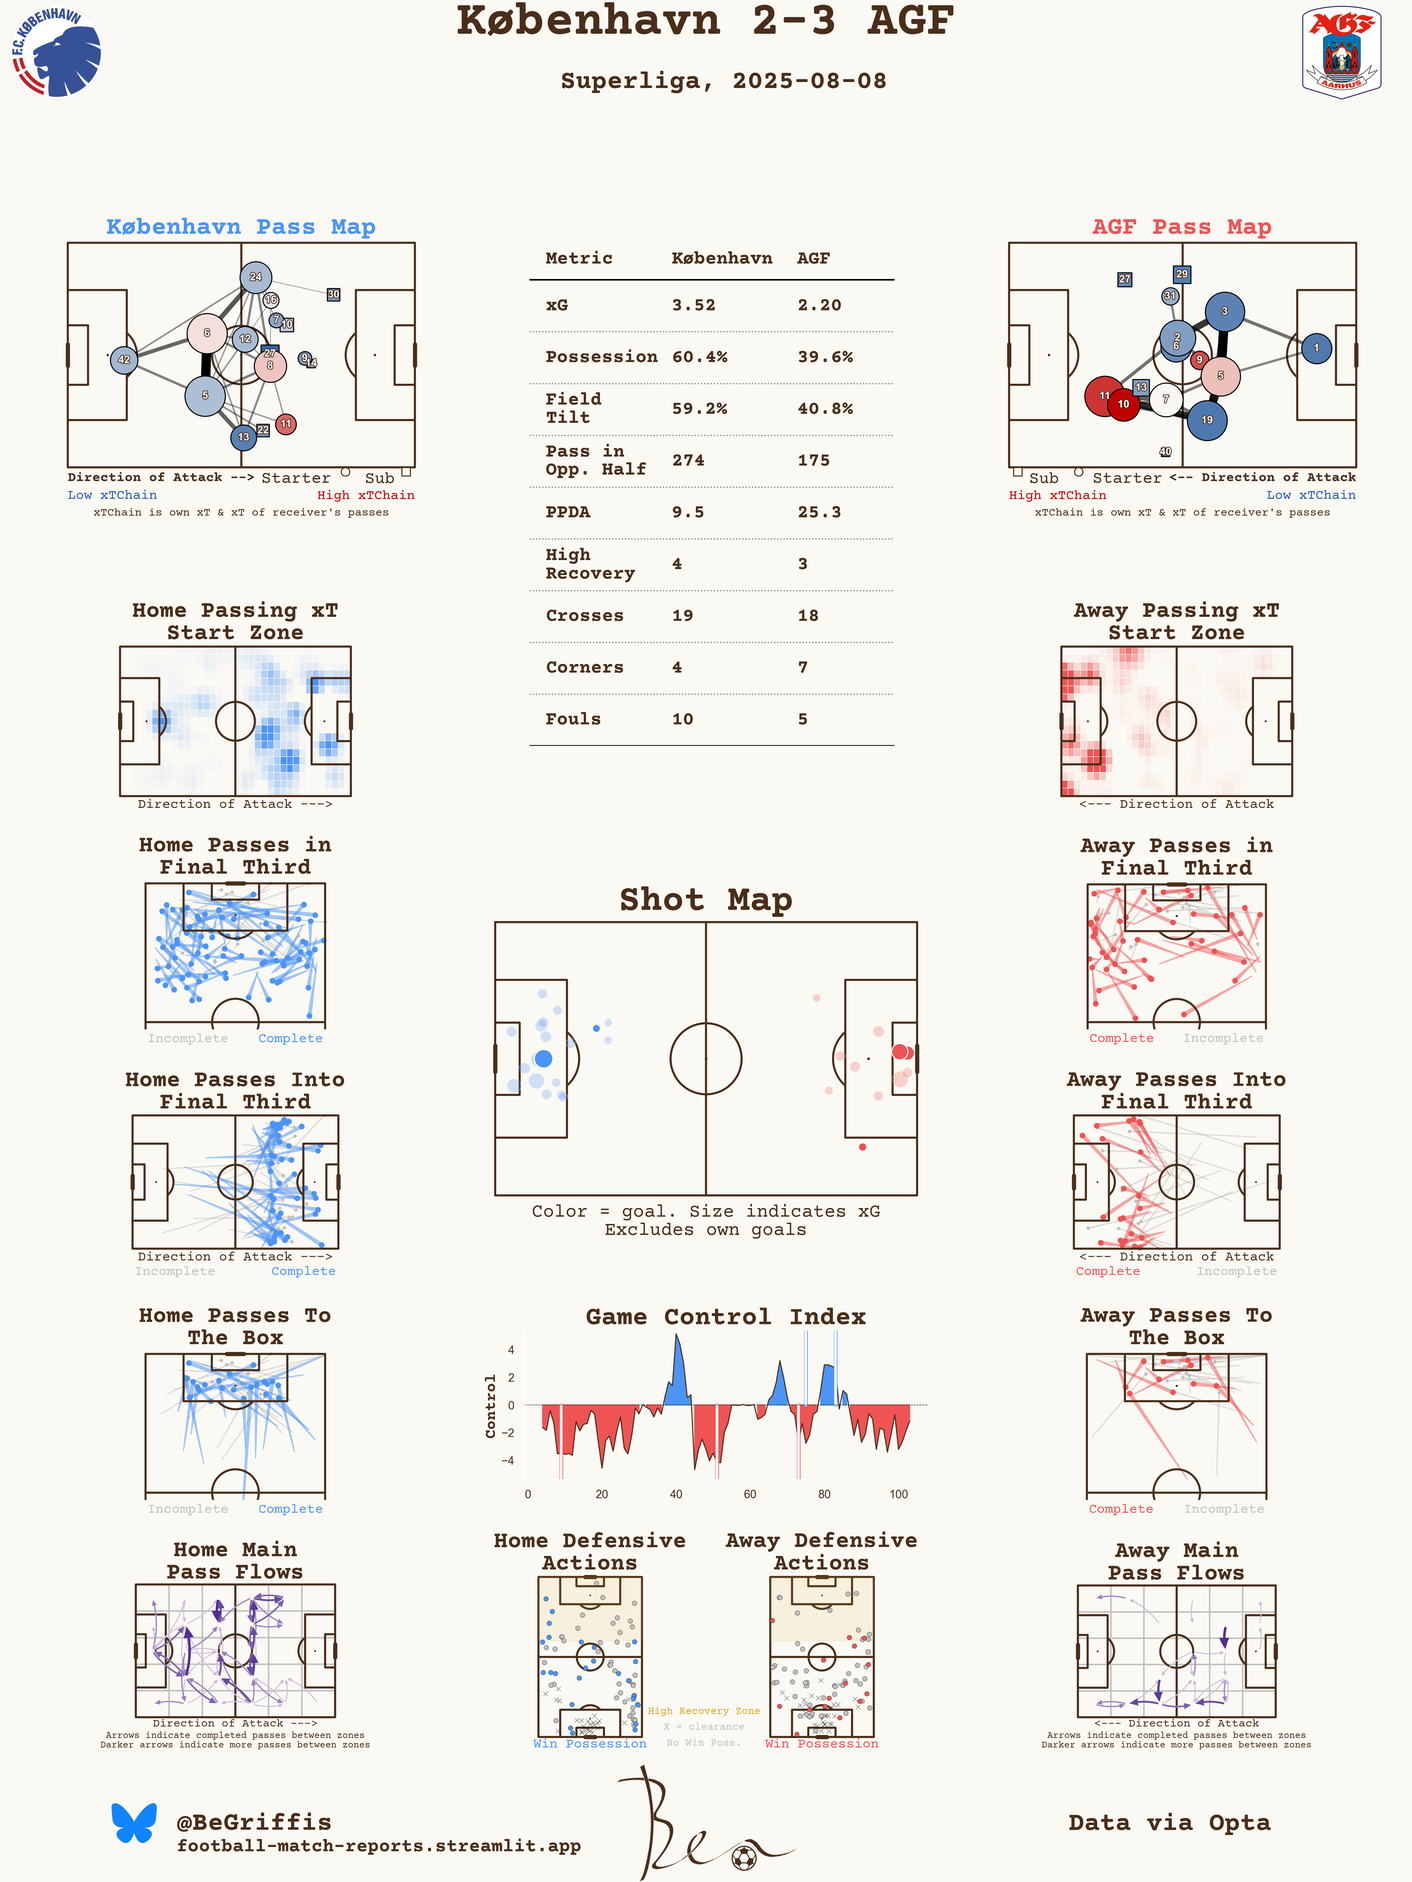 F.C. KØBENHAVN
København 2-3 AGF
Superliga, 2025-08-08
AGF
AARHUS
København Pass Map
24
30
16
7
10
6
12
27
42
9
14
8
5
11
22
13
Direction of Attack --> Starter Sub
Low xTChain High xTChain
xTChain is own xT & xT of receiver's passes
Metric København AGF
xG 3.52 2.20
Possession 60.4% 39.6%
Field
Tilt 59.2% 40.8%
Pass in
Opp. Half 274 175
PPDA 9.5 25.3
High
Recovery 4 3
Crosses 19 18
Corners 4 7
Fouls 10 5
AGF Pass Map
29
27
31
3
2
6
1
9
5
13
11
10
7
19
40
Sub Starter <-- Direction of Attack
High xTChain Low xTChain
xTChain is own xT & xT of receiver's passes
Home Passing xT
Start Zone
Direction of Attack --->
Away Passing xT
Start Zone
<--- Direction of Attack
Home Passes in
Final Third
Incomplete Complete
Away Passes in
Final Third
Complete Incomplete
Shot Map
Color = goal. Size indicates xG
Excludes own goals
Home Passes Into
Final Third
Direction of Attack --->
Incomplete Complete
Away Passes Into
Final Third
<--- Direction of Attack
Complete Incomplete
Home Passes To
The Box
Incomplete Complete
Game Control Index
Control
4
2
0
−2
−4
0 20 40 60 80 100
Away Passes To
The Box
Complete Incomplete
Home Main
Pass Flows
Direction of Attack --->
Arrows indicate completed passes between zones
Darker arrows indicate more passes between zones
Home Defensive
Actions
Win Possession
Away Defensive
Actions
Win Possession
High Recovery Zone
X = clearance
No Win Poss.
Away Main
Pass Flows
<--- Direction of Attack
Arrows indicate completed passes between zones
Darker arrows indicate more passes between zones
@BeGriffis
football-match-reports.streamlit.app
Ben
Data via Opta